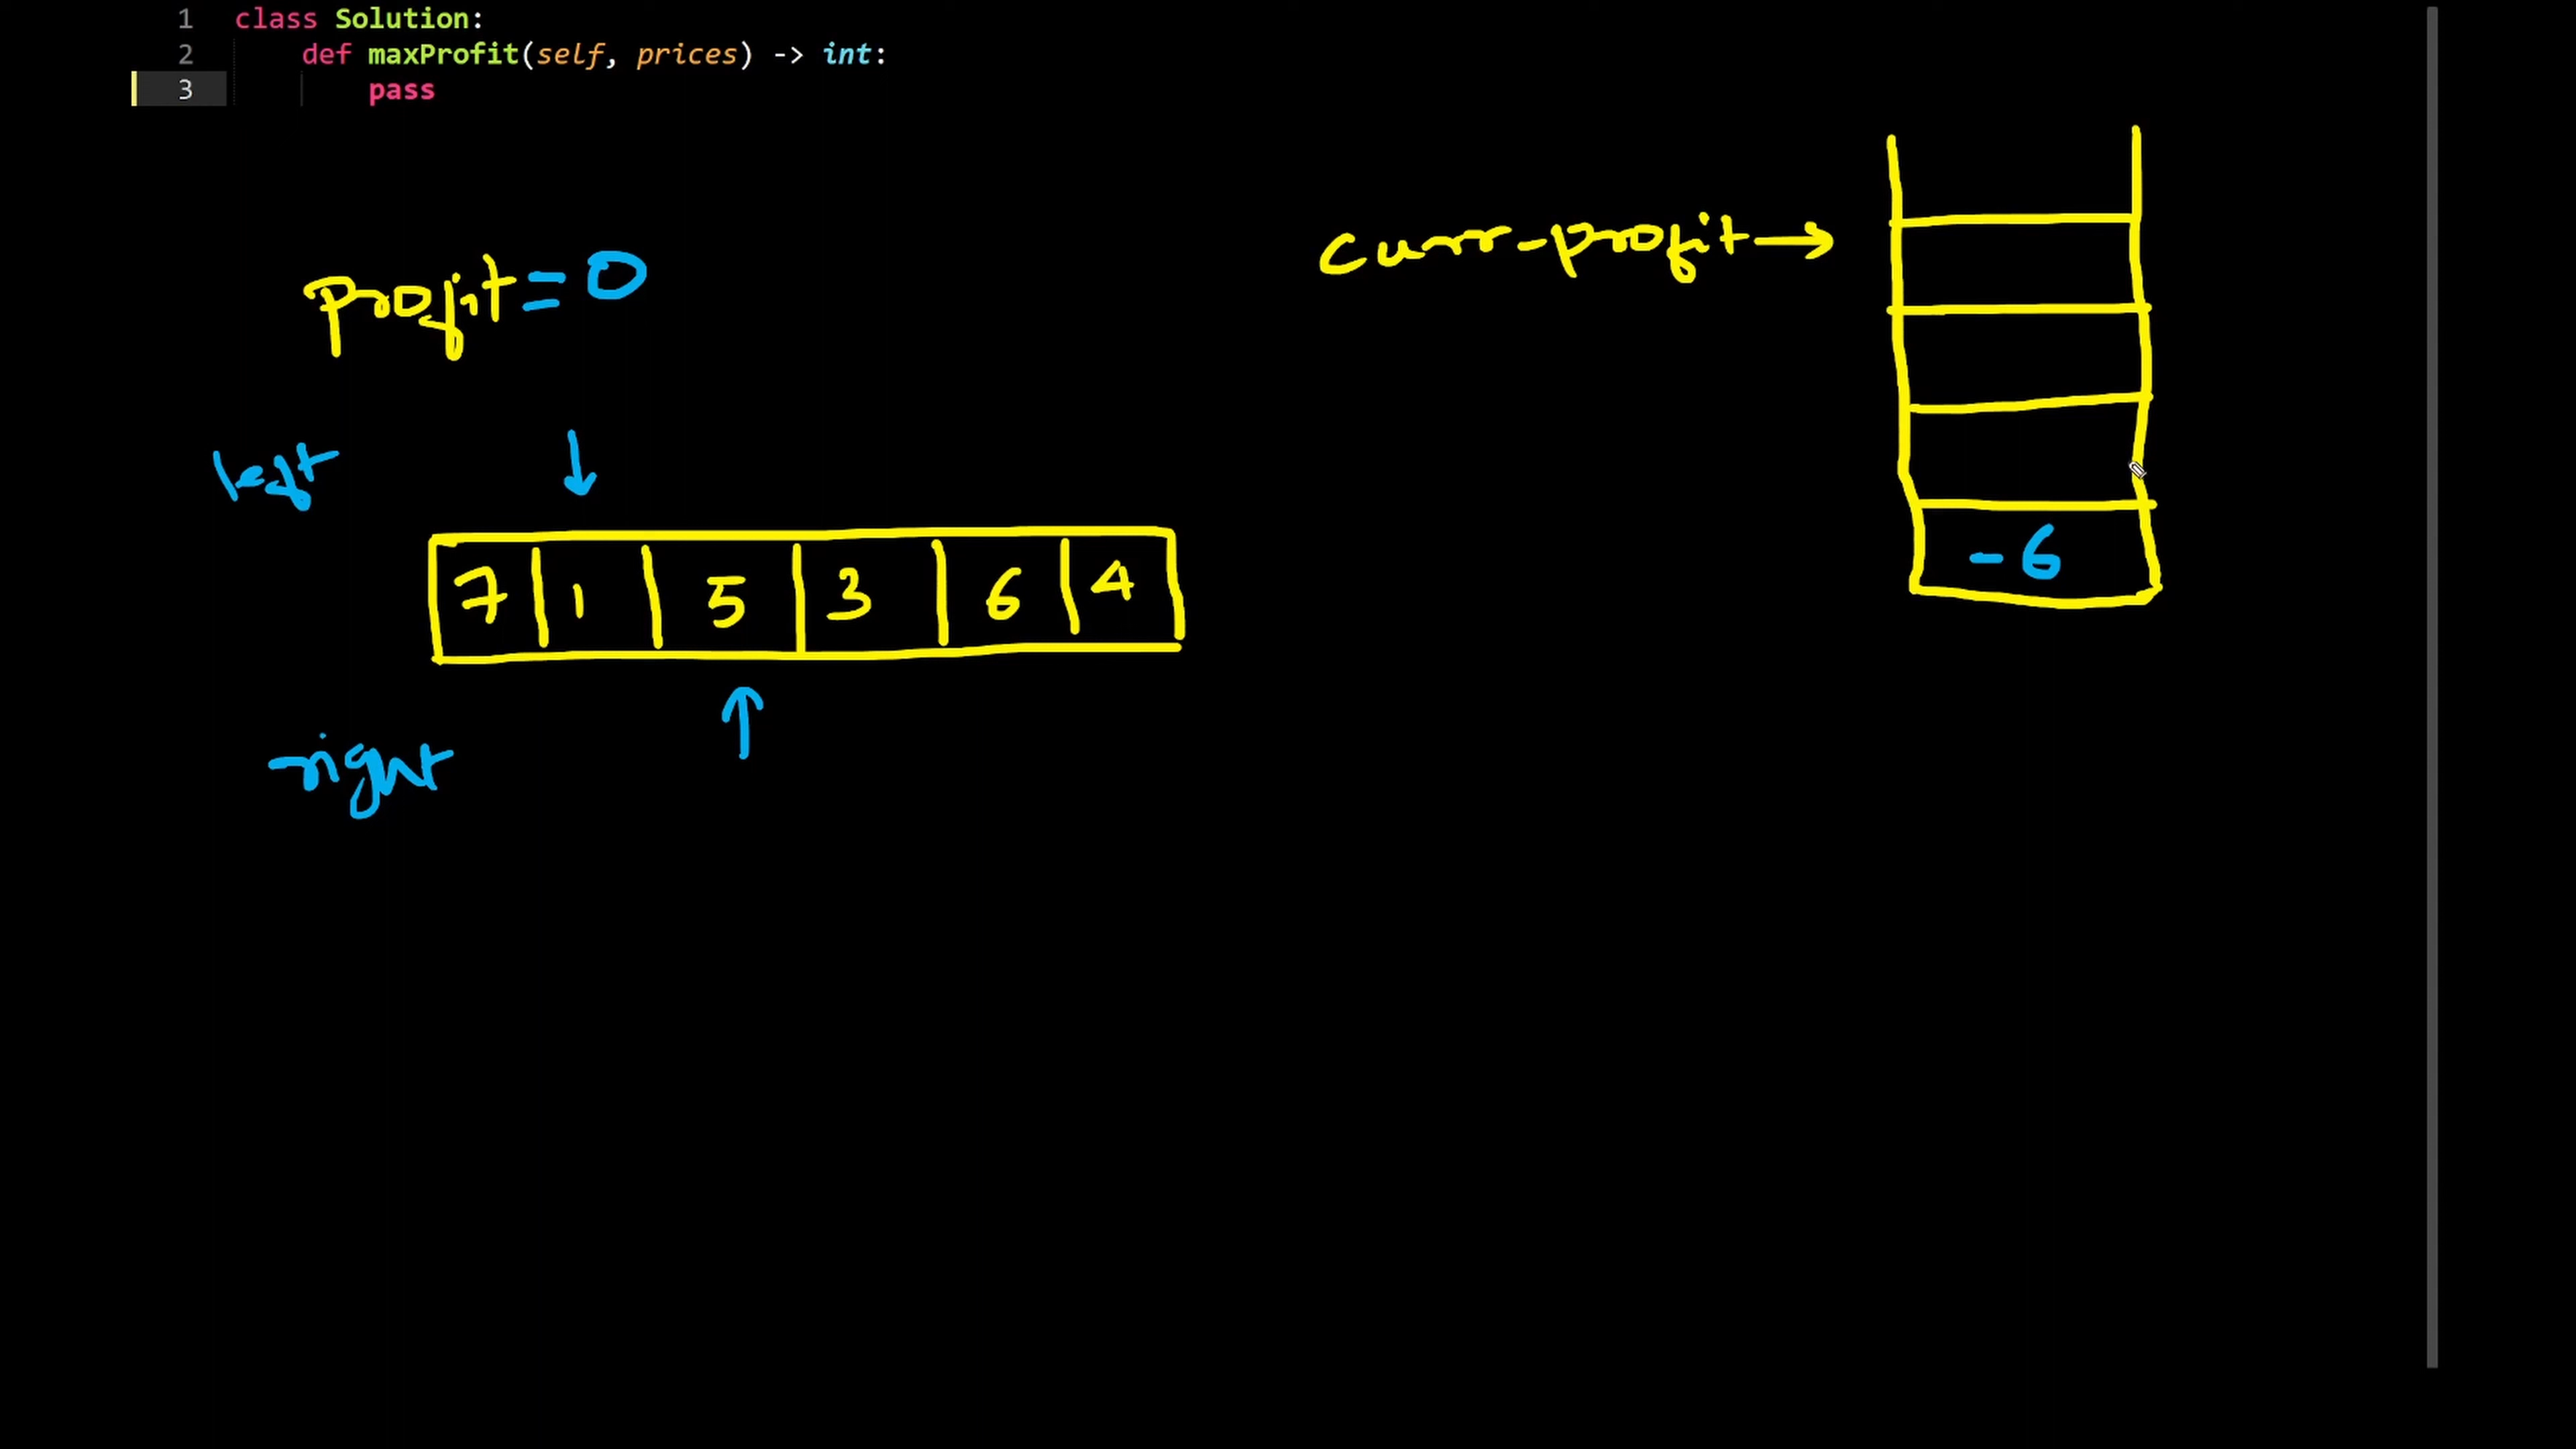 1 class Solution:
2 def maxProfit(self, prices) -> int:
3 pass
curr-profit →
profit = 0
left
7 1 5 3 6 4
-6
right